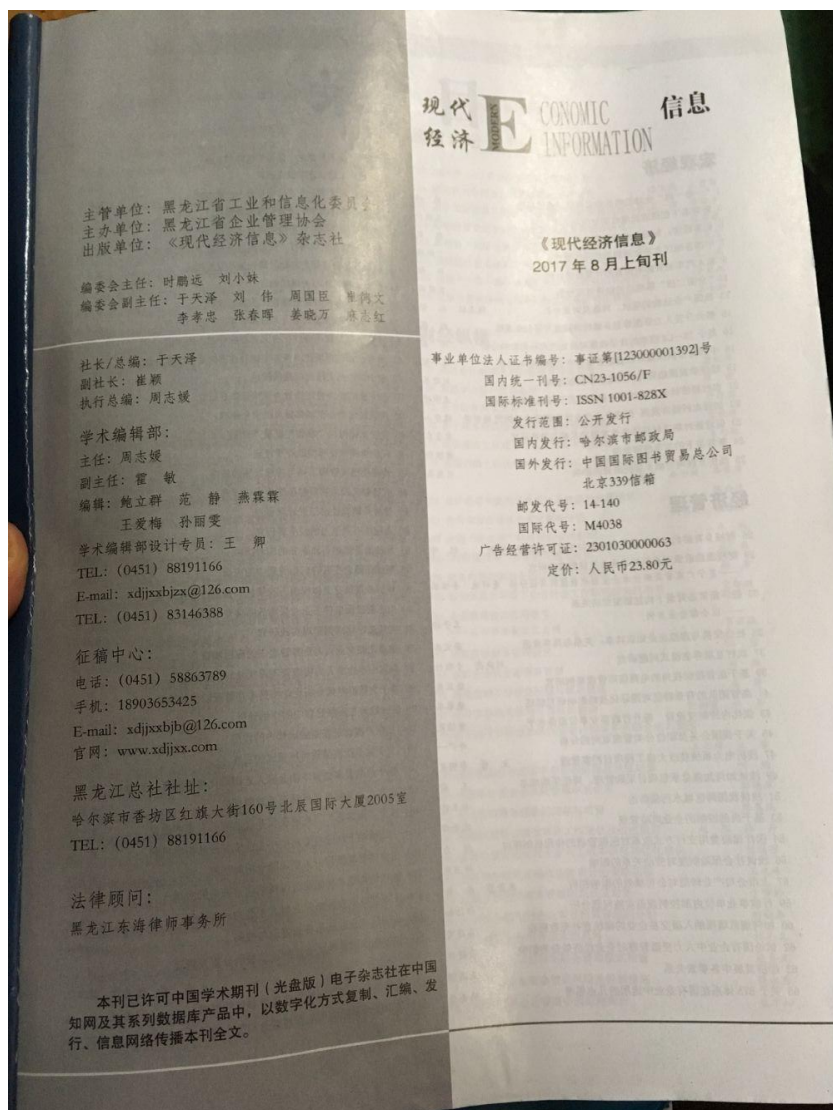 主管单位：黑龙江省工业和信息化委员会
主办单位：黑龙江省企业管理协会
出版单位：《现代经济信息》杂志社
编委会主任：时鹏远 刘小妹
编委会副主任：于天泽 刘 伟 周国臣
李孝忠 张春晖 姜晓万 麻志红
社长/总编：于天泽
副社长：崔颖
执行总编：周志媛
学术编辑部：
主任：周志媛
副主任：霍 敏
编辑：鲍立群 范 静 燕霖霖
王爱梅 孙丽雯
学术编辑部设计专员：王 卿
TEL：(0451) 88191166
E-mail：xdjjxxbjzx@126.com
TEL：(0451) 83146388
征稿中心：
电话：(0451) 58863789
手机：18903653425
E-mail：xdjjxxbjb@126.com
官网：www.xdjjxx.com
黑龙江总社社址：
哈尔滨市香坊区红旗大街160号北辰国际大厦2005室
TEL：(0451) 88191166
法律顾问：
黑龙江东海律师事务所
本刊已许可中国学术期刊（光盘版）电子杂志社在中国
知网及其系列数据库产品中，以数字化方式复制、汇编、发
行、信息网络传播本刊全文。
现代
经济
MODERN
ECONOMIC
INFORMATION
信息
《现代经济信息》
2017年8月上旬刊
事业单位法人证书编号：事证第[123000001392]号
国内统一刊号：CN23-1056/F
国际标准刊号：ISSN 1001-828X
发行范围：公开发行
国内发行：哈尔滨市邮政局
国外发行：中国国际图书贸易总公司
北京339信箱
邮发代号：14-140
国际代号：M4038
广告经营许可证：2301030000063
定价：人民币23.80元